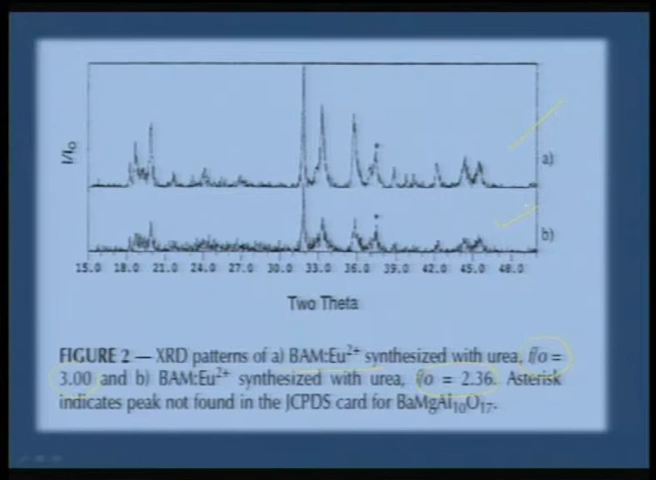 I/Io
a)
b)
15.0 18.0 21.0 24.0 27.0 30.0 33.0 36.0 39.0 42.0 45.0 48.0
Two Theta
FIGURE 2 — XRD patterns of a) BAM:Eu²⁺ synthesized with urea, f/o =
3.00 and b) BAM:Eu²⁺ synthesized with urea, f/o = 2.36. Asterisk
indicates peak not found in the JCPDS card for BaMgAl₁₀O₁₇.